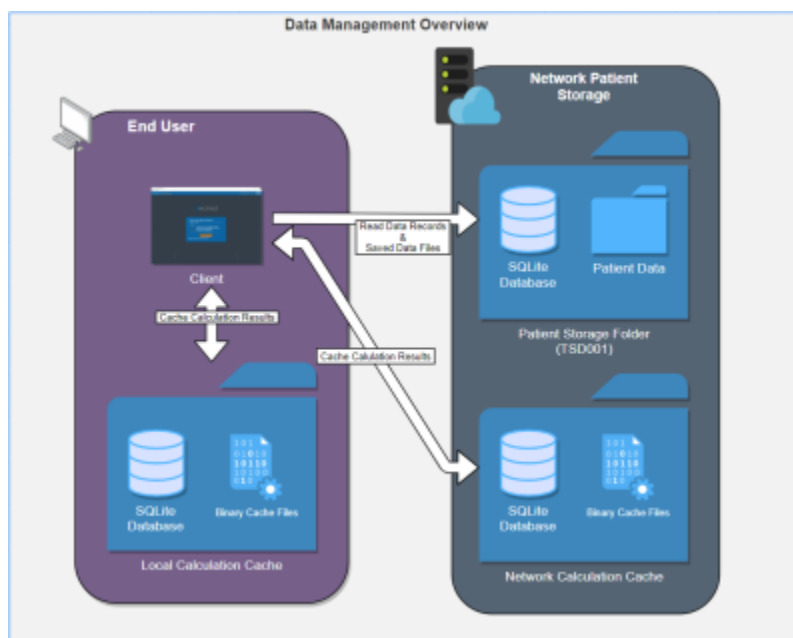 Data Management Overview
Network Patient
Storage
End User
Read Data Records
&
Saved Data Files
Client
SQLite
Database
Patient Data
Cache Calculation Results
Patient Storage Folder
(TSD001)
Cache Calulation Results
SQLite
Database
Binary Cache Files
Local Calculation Cache
SQLite
Database
Binary Cache Files
Network Calculation Cache